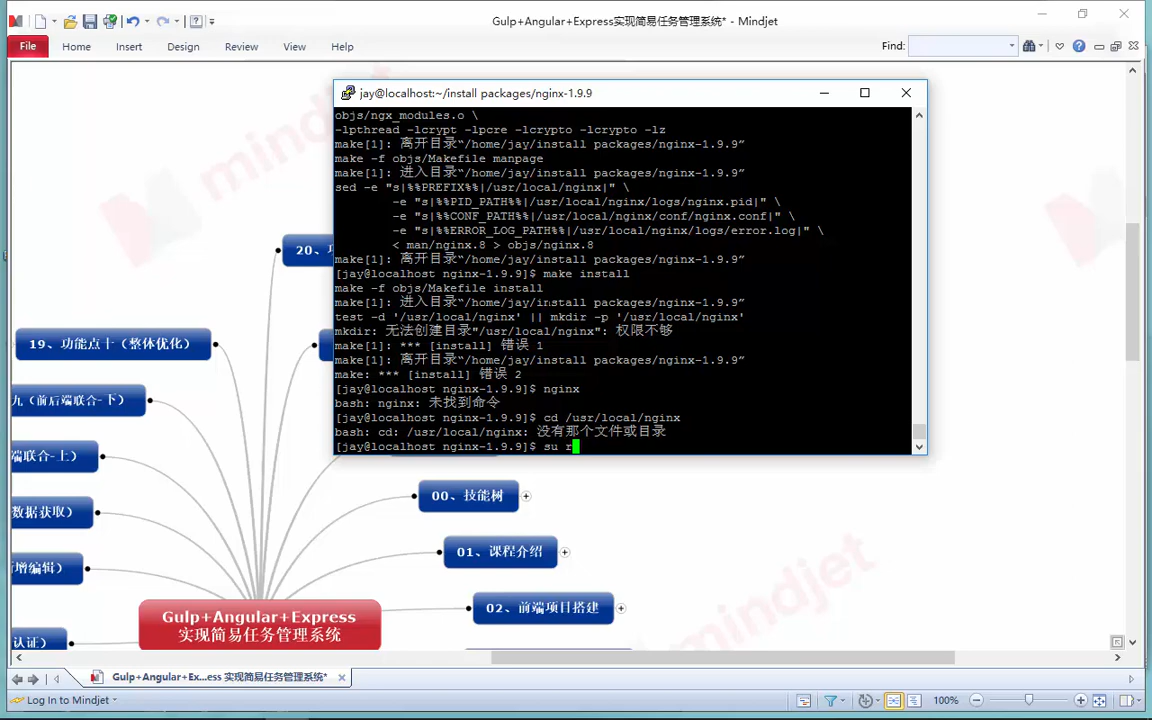 Gulp+Angular+Express实现简易任务管理系统* - Mindjet
File Home Insert Design Review View Help Find:
jay@localhost:~/install packages/nginx-1.9.9
objs/ngx_modules.o \
-lpthread -lcrypt -lpcre -lcrypto -lcrypto -lz
make[1]: 离开目录“/home/jay/install packages/nginx-1.9.9”
make -f objs/Makefile manpage
make[1]: 进入目录“/home/jay/install packages/nginx-1.9.9”
sed -e "s|%%PREFIX%%|/usr/local/nginx|" \
-e "s|%%PID_PATH%%|/usr/local/nginx/logs/nginx.pid|" \
-e "s|%%CONF_PATH%%|/usr/local/nginx/conf/nginx.conf|" \
-e "s|%%ERROR_LOG_PATH%%|/usr/local/nginx/logs/error.log|" \
< man/nginx.8 > objs/nginx.8
make[1]: 离开目录“/home/jay/install packages/nginx-1.9.9”
[jay@localhost nginx-1.9.9]$ make install
make -f objs/Makefile install
make[1]: 进入目录“/home/jay/install packages/nginx-1.9.9”
test -d '/usr/local/nginx' || mkdir -p '/usr/local/nginx'
mkdir: 无法创建目录"/usr/local/nginx": 权限不够
make[1]: *** [install] 错误 1
make[1]: 离开目录“/home/jay/install packages/nginx-1.9.9”
make: *** [install] 错误 2
[jay@localhost nginx-1.9.9]$ nginx
bash: nginx: 未找到命令
[jay@localhost nginx-1.9.9]$ cd /usr/local/nginx
bash: cd: /usr/local/nginx: 没有那个文件或目录
[jay@localhost nginx-1.9.9]$ su r
20、
19、功能点十（整体优化）
九（前后端联合-下）
端联合-上）
数据获取）
增编辑）
认证）
00、技能树
01、课程介绍
02、前端项目搭建
Gulp+Angular+Express
实现简易任务管理系统
mindjet
mindjet
Gulp+Angular+Ex...ess 实现简易任务管理系统*
Log In to Mindjet
100%